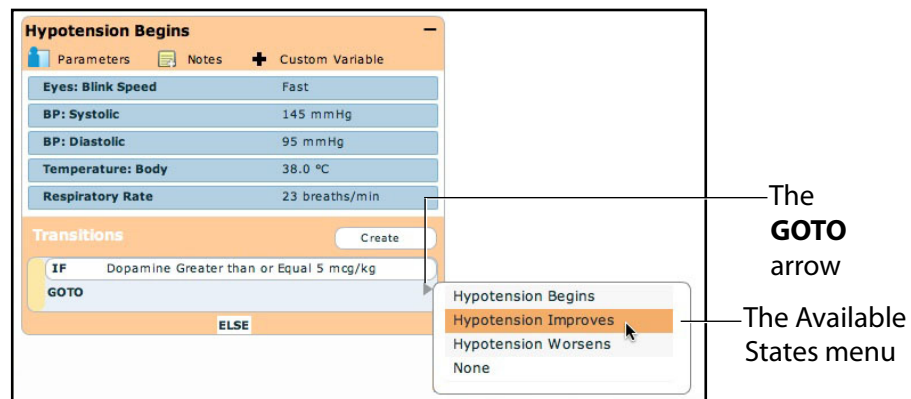 Hypotension Begins
Parameters Notes Custom Variable
Eyes: Blink Speed Fast
BP: Systolic 145 mmHg
BP: Diastolic 95 mmHg
Temperature: Body 38.0 °C
Respiratory Rate 23 breaths/min
Transitions Create
IF Dopamine Greater than or Equal 5 mcg/kg
GOTO
ELSE
Hypotension Begins
Hypotension Improves
Hypotension Worsens
None
The
GOTO
arrow
The Available
States menu